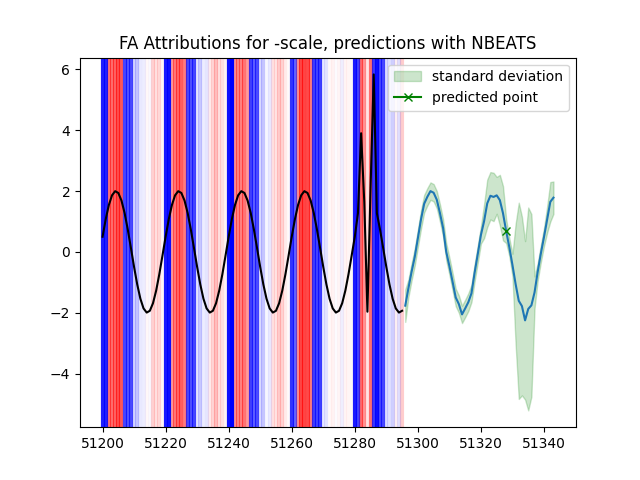 FA Attributions for -scale, predictions with NBEATS
standard deviation
predicted point
6
4
2
0
−2
−4
51200 51220 51240 51260 51280 51300 51320 51340